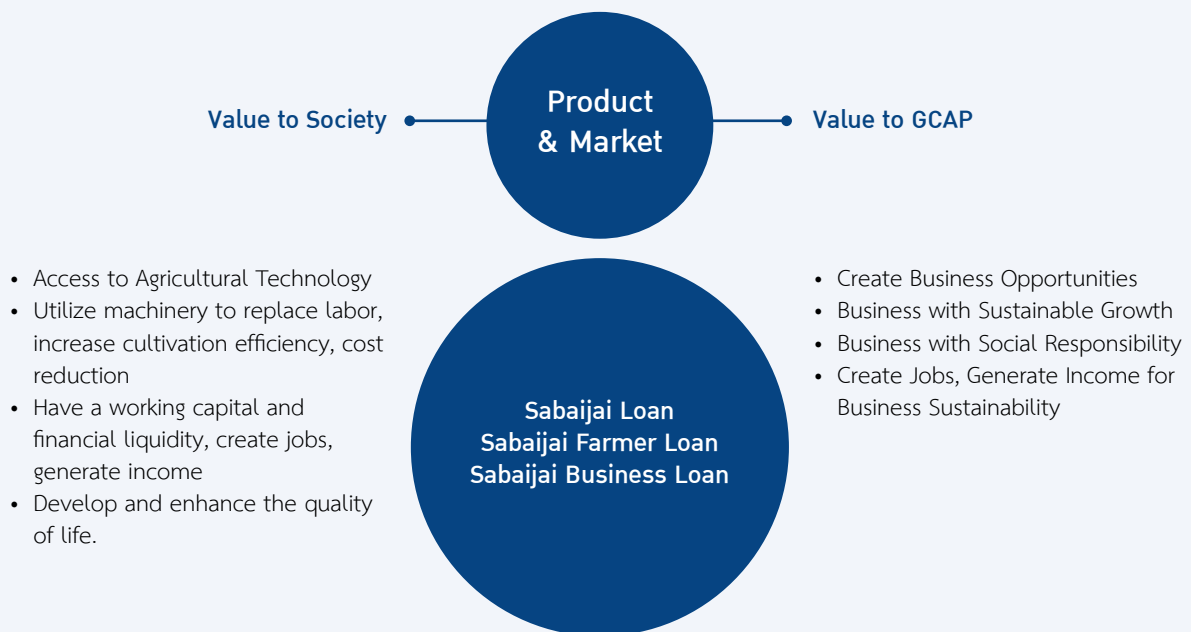 Product
& Market
Value to Society
Value to GCAP
• Access to Agricultural Technology
• Utilize machinery to replace labor,
increase cultivation efficiency, cost
reduction
• Have a working capital and
financial liquidity, create jobs,
generate income
• Develop and enhance the quality
of life.
Sabaijai Loan
Sabaijai Farmer Loan
Sabaijai Business Loan
• Create Business Opportunities
• Business with Sustainable Growth
• Business with Social Responsibility
• Create Jobs, Generate Income for
Business Sustainability